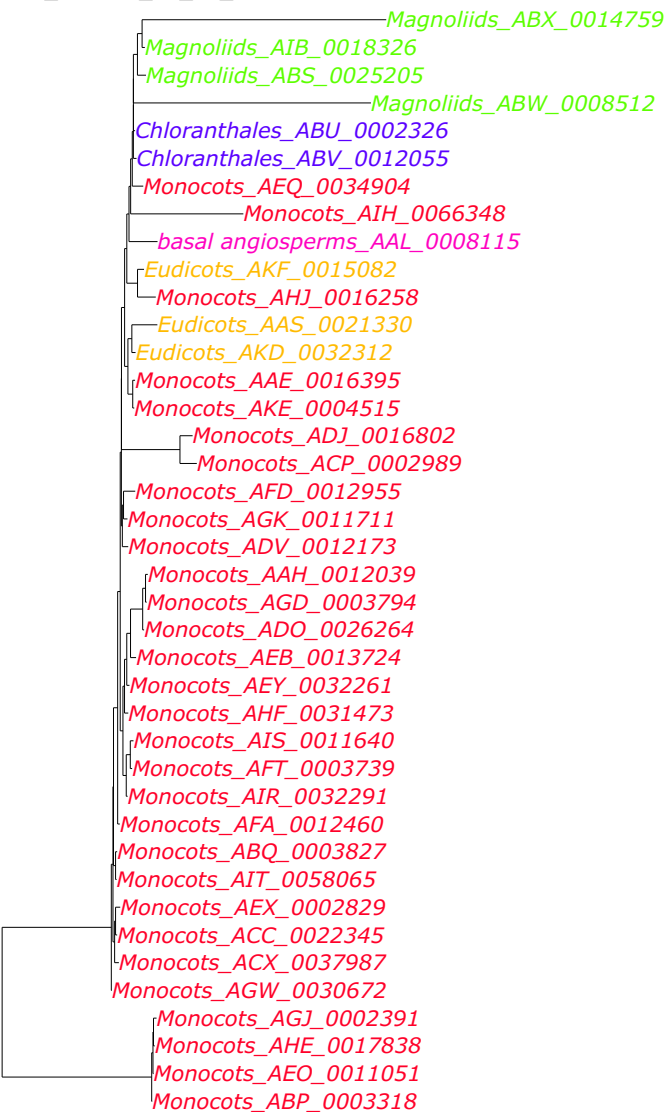 Magnoliids_ABX_0014759
Magnoliids_AIB_0018326
Magnoliids_ABS_0025205
Magnoliids_ABW_0008512
Chloranthales_ABU_0002326
Chloranthales_ABV_0012055
Monocots_AEQ_0034904
Monocots_AIH_0066348
basal angiosperms_AAL_0008115
Eudicots_AKF_0015082
Monocots_AHJ_0016258
Eudicots_AAS_0021330
Eudicots_AKD_0032312
Monocots_AAE_0016395
Monocots_AKE_0004515
Monocots_ADJ_0016802
Monocots_ACP_0002989
Monocots_AFD_0012955
Monocots_AGK_0011711
Monocots_ADV_0012173
Monocots_AAH_0012039
Monocots_AGD_0003794
Monocots_ADO_0026264
Monocots_AEB_0013724
Monocots_AEY_0032261
Monocots_AHF_0031473
Monocots_AIS_0011640
Monocots_AFT_0003739
Monocots_AIR_0032291
Monocots_AFA_0012460
Monocots_ABQ_0003827
Monocots_AIT_0058065
Monocots_AEX_0002829
Monocots_ACC_0022345
Monocots_ACX_0037987
Monocots_AGW_0030672
Monocots_AGJ_0002391
Monocots_AHE_0017838
Monocots_AEO_0011051
Monocots_ABP_0003318